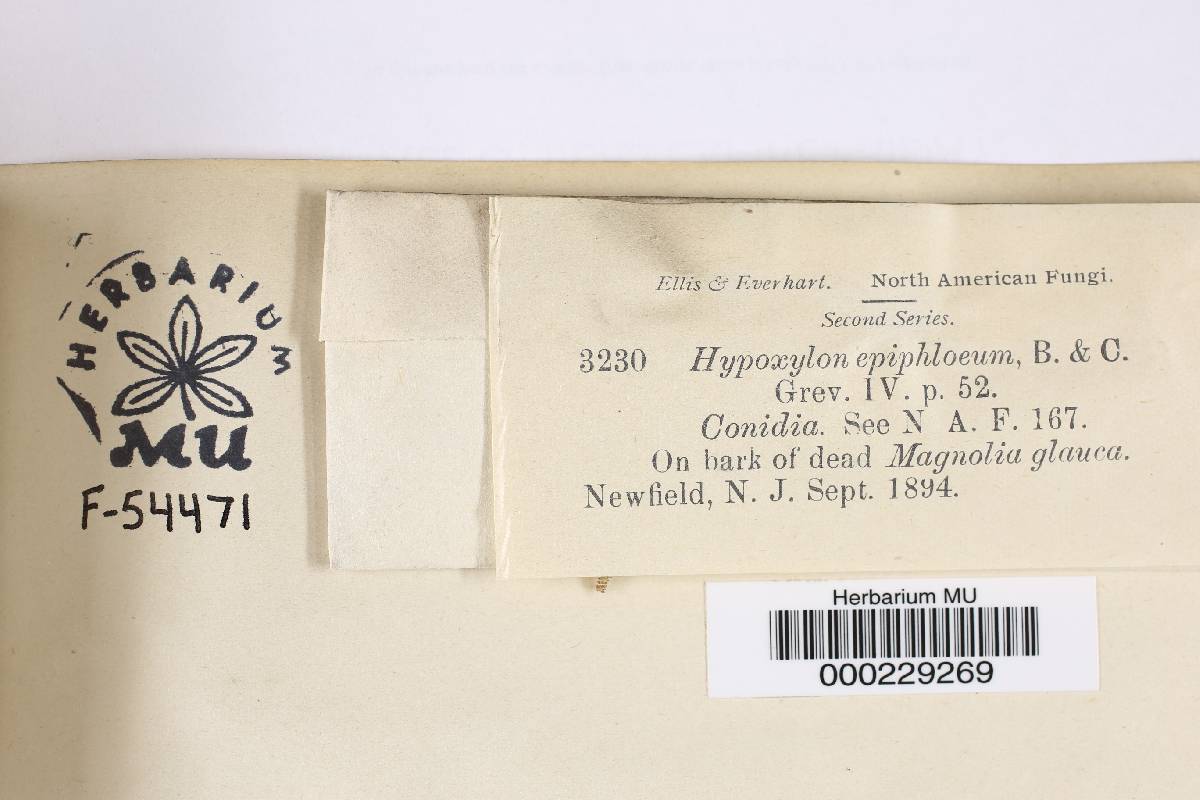 HERBARIUM
MU
F-54471
Ellis & Everhart. North American Fungi.
Second Series.
3230 Hypoxylon epiphloeum, B. & C.
Grev. IV. p. 52.
Conidia. See N A. F. 167.
On bark of dead Magnolia glauca.
Newfield, N. J. Sept. 1894.
Herbarium MU
000229269